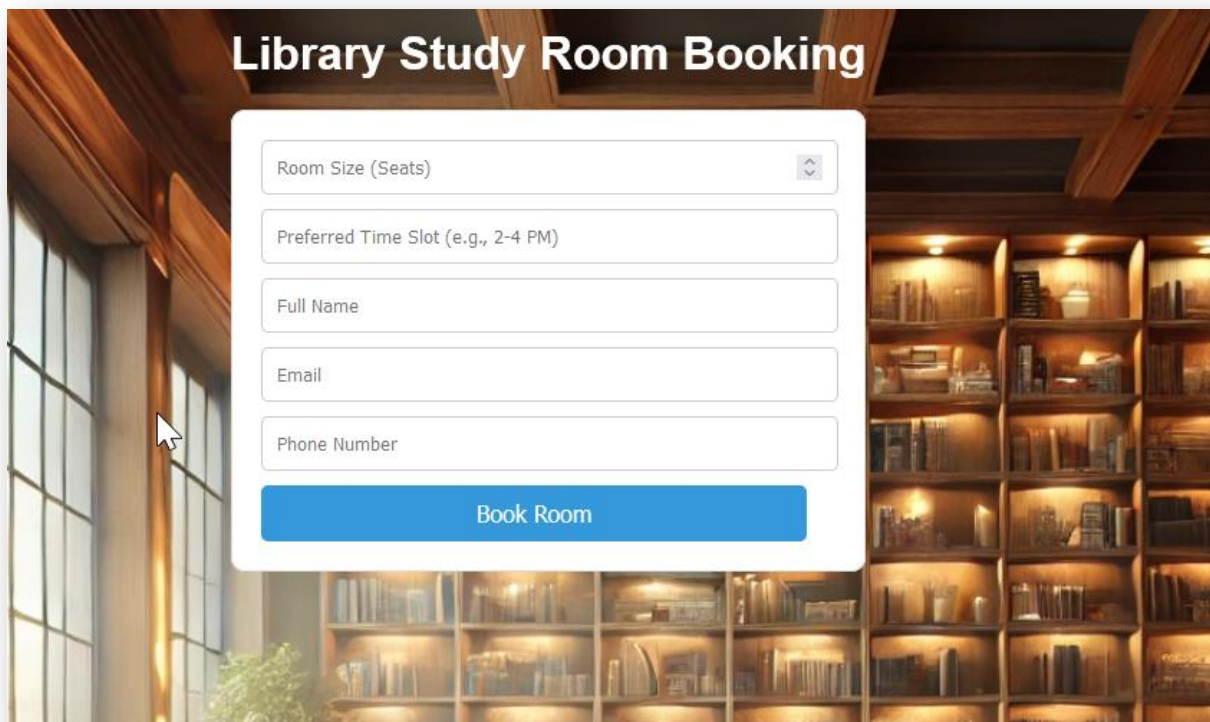 Library Study Room Booking
Room Size (Seats)
Preferred Time Slot (e.g., 2-4 PM)
Full Name
Email
Phone Number
Book Room